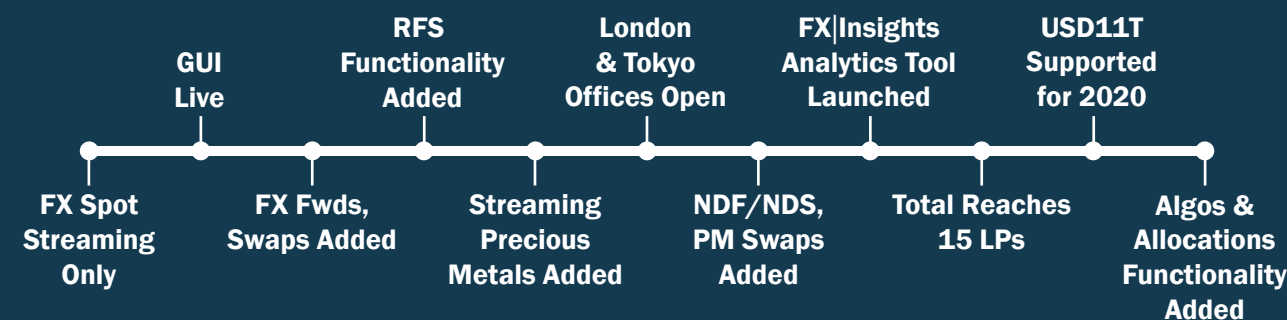 FX Spot
Streaming
Only
GUI
Live
FX Fwds,
Swaps Added
RFS
Functionality
Added
Streaming
Precious
Metals Added
London
& Tokyo
Offices Open
NDF/NDS,
PM Swaps
Added
FX|Insights
Analytics Tool
Launched
Total Reaches
15 LPs
USD11T
Supported
for 2020
Algos &
Allocations
Functionality
Added